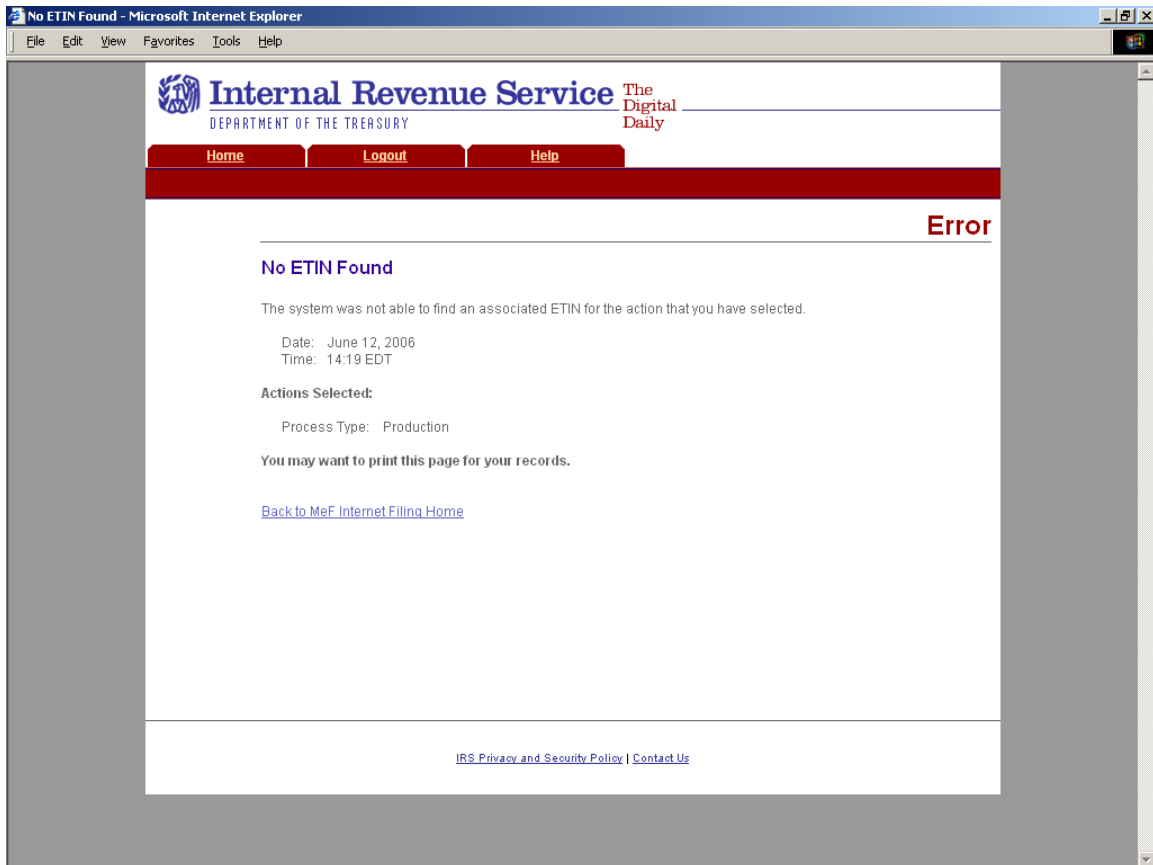 No ETIN Found - Microsoft Internet Explorer
File Edit View Favorites Tools Help
Internal Revenue Service
DEPARTMENT OF THE TREASURY
The
Digital
Daily
Home Logout Help
Error
No ETIN Found
The system was not able to find an associated ETIN for the action that you have selected.
Date: June 12, 2006
Time: 14:19 EDT
Actions Selected:
Process Type: Production
You may want to print this page for your records.
Back to MeF Internet Filing Home
IRS Privacy and Security Policy | Contact Us